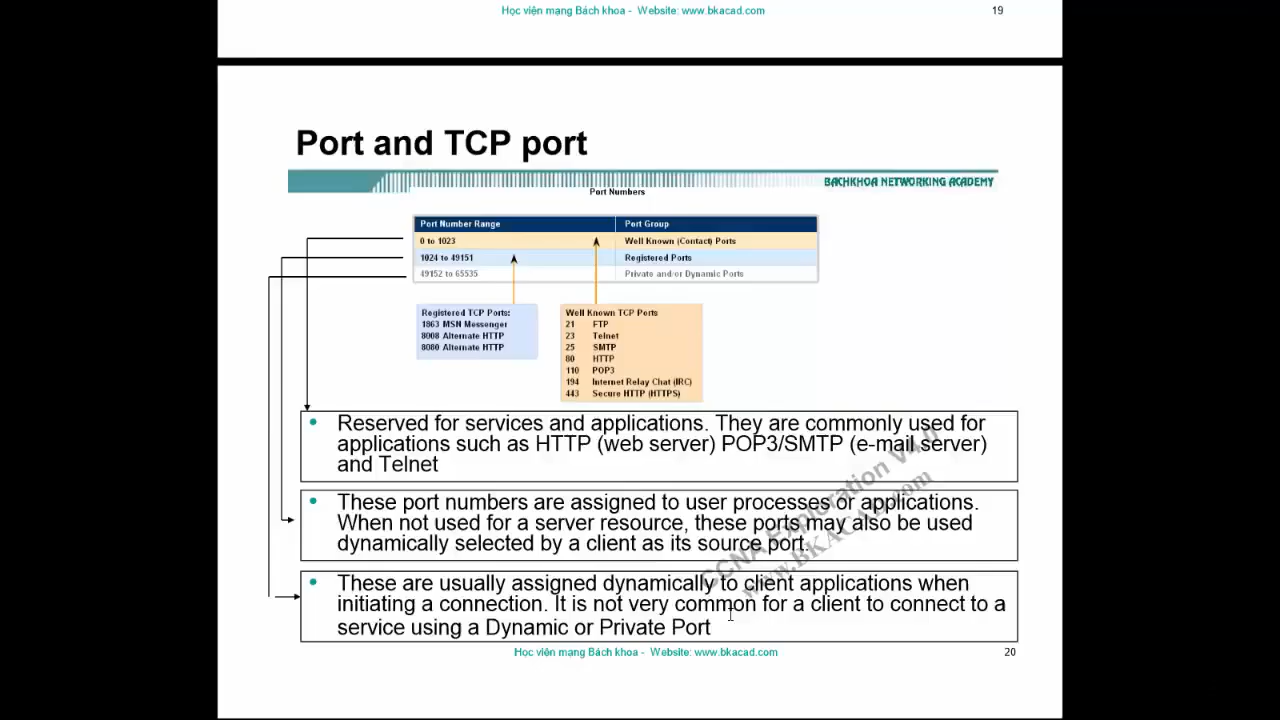 Học viện mạng Bách khoa - Website: www.bkacad.com
19
Port and TCP port
BACHKHOA NETWORKING ACADEMY
Port Numbers
Port Number Range Port Group
0 to 1023 Well Known (Contact) Ports
1024 to 49151 Registered Ports
49152 to 65535 Private and/or Dynamic Ports
Registered TCP Ports:
1863 MSN Messenger
8008 Alternate HTTP
8080 Alternate HTTP
Well Known TCP Ports
21 FTP
23 Telnet
25 SMTP
80 HTTP
110 POP3
194 Internet Relay Chat (IRC)
443 Secure HTTP (HTTPS)
• Reserved for services and applications. They are commonly used for
applications such as HTTP (web server) POP3/SMTP (e-mail server)
and Telnet
• These port numbers are assigned to user processes or applications.
When not used for a server resource, these ports may also be used
dynamically selected by a client as its source port.
• These are usually assigned dynamically to client applications when
initiating a connection. It is not very common for a client to connect to a
service using a Dynamic or Private Port
CCNA Exploration V4.0
www.BKACAD.com
Học viện mạng Bách khoa - Website: www.bkacad.com
20